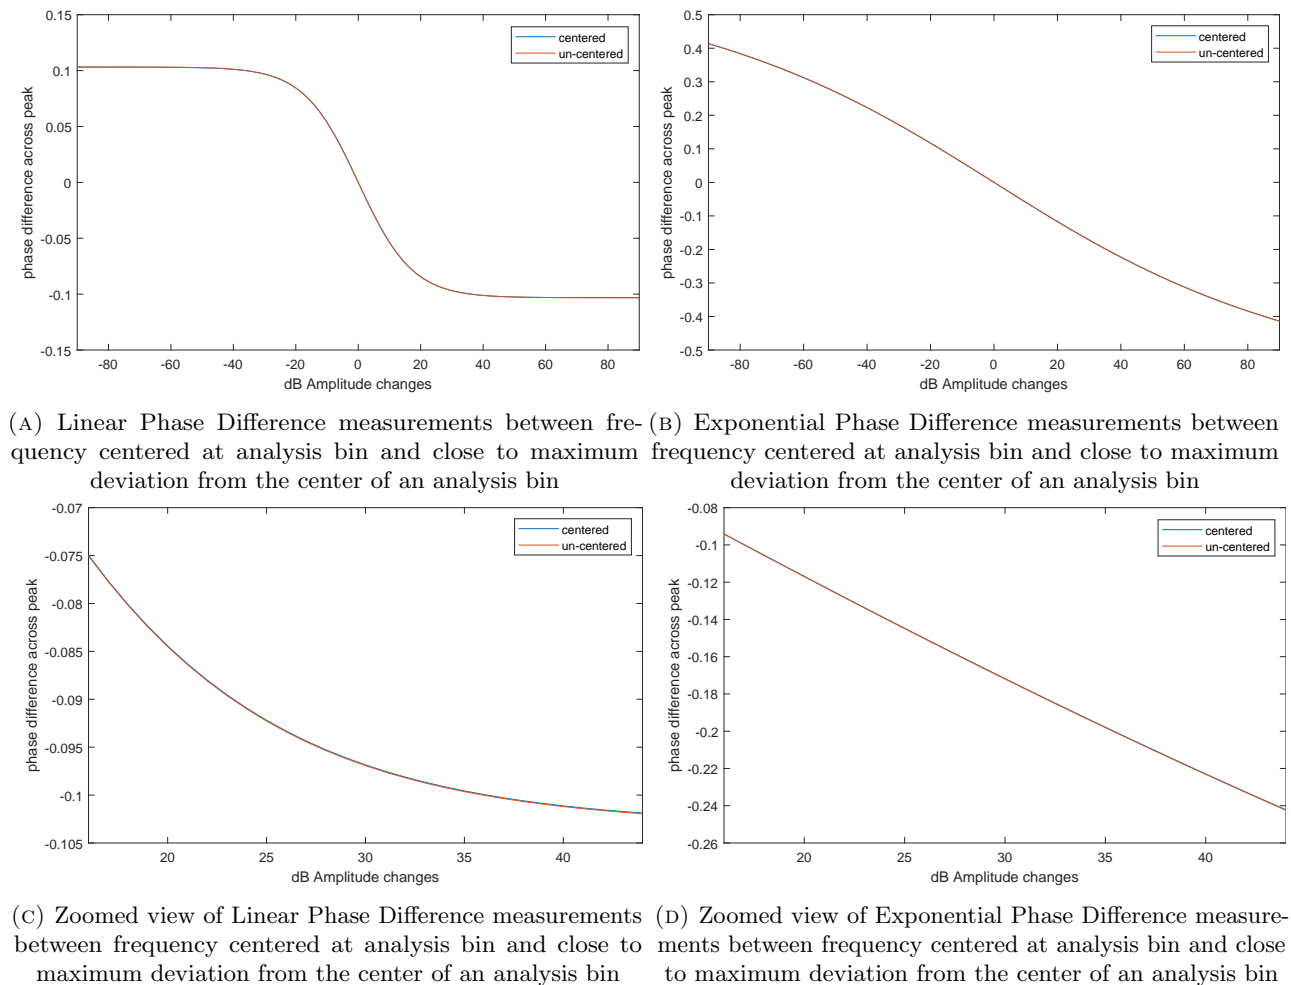 0.15
0.1
0.05
0
-0.05
-0.1
-0.15
phase difference across peak
-80 -60 -40 -20 0 20 40 60 80
dB Amplitude changes
centered
un-centered
0.5
0.4
0.3
0.2
0.1
0
-0.1
-0.2
-0.3
-0.4
-0.5
phase difference across peak
-80 -60 -40 -20 0 20 40 60 80
dB Amplitude changes
centered
un-centered
(A) Linear Phase Difference measurements between fre-
quency centered at analysis bin and close to maximum
deviation from the center of an analysis bin
(B) Exponential Phase Difference measurements between
frequency centered at analysis bin and close to maximum
deviation from the center of an analysis bin
-0.07
-0.075
-0.08
-0.085
-0.09
-0.095
-0.1
-0.105
phase difference across peak
20 25 30 35 40
dB Amplitude changes
centered
un-centered
-0.08
-0.1
-0.12
-0.14
-0.16
-0.18
-0.2
-0.22
-0.24
-0.26
phase difference across peak
20 25 30 35 40
dB Amplitude changes
centered
un-centered
(C) Zoomed view of Linear Phase Difference measurements
between frequency centered at analysis bin and close to
maximum deviation from the center of an analysis bin
(D) Zoomed view of Exponential Phase Difference measure-
ments between frequency centered at analysis bin and close
to maximum deviation from the center of an analysis bin